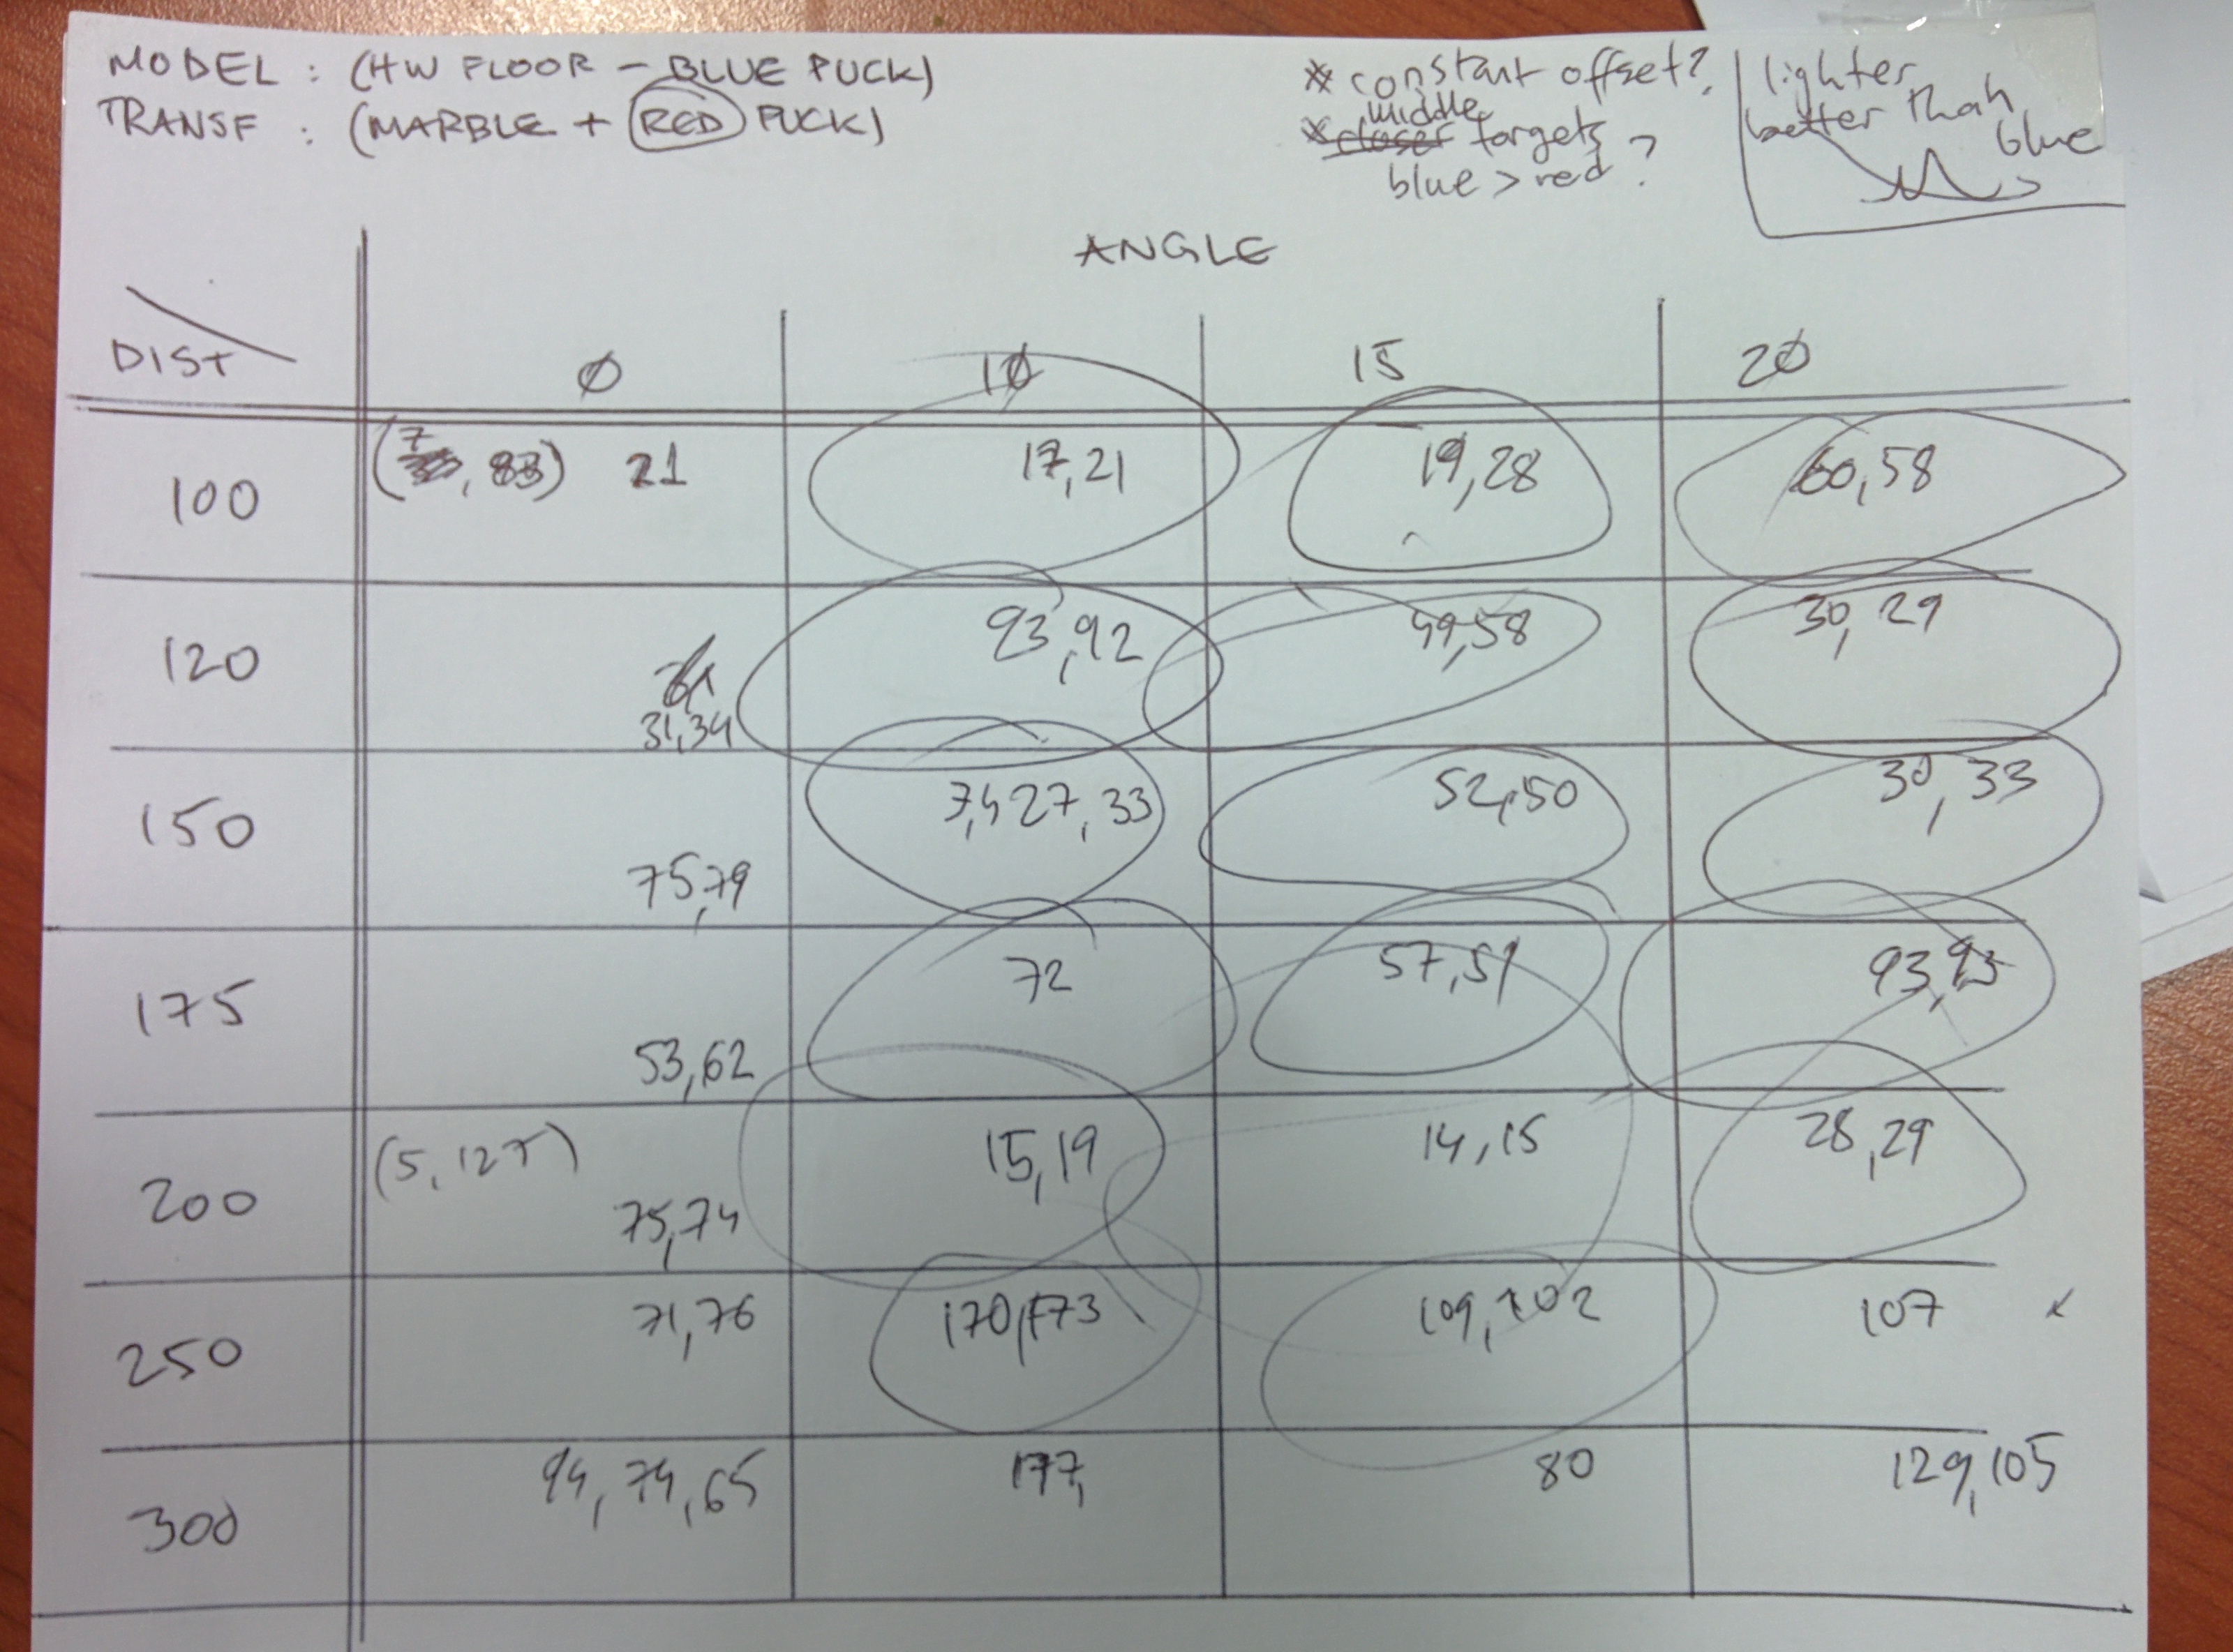 MODEL : (HW FLOOR - BLUE PUCK)
TRANSF : (MARBLE + RED PUCK)
* constant offset?
middle
* closer targets
blue > red ?
lighter
better than
blue
ANGLE
DIST 0 10 15 20
100 (7, 83) 21 17,21 19,28 60,58
120 31,34 93,92 49,58 30,29
150 75,79 7,4 27,33 52,50 30,33
175 53,62 72 57,51 93,93
200 (5,127) 75,74 15,19 14,15 28,29
250 71,76 170,173 109,102 107
300 94,74,65 177, 80 129,105